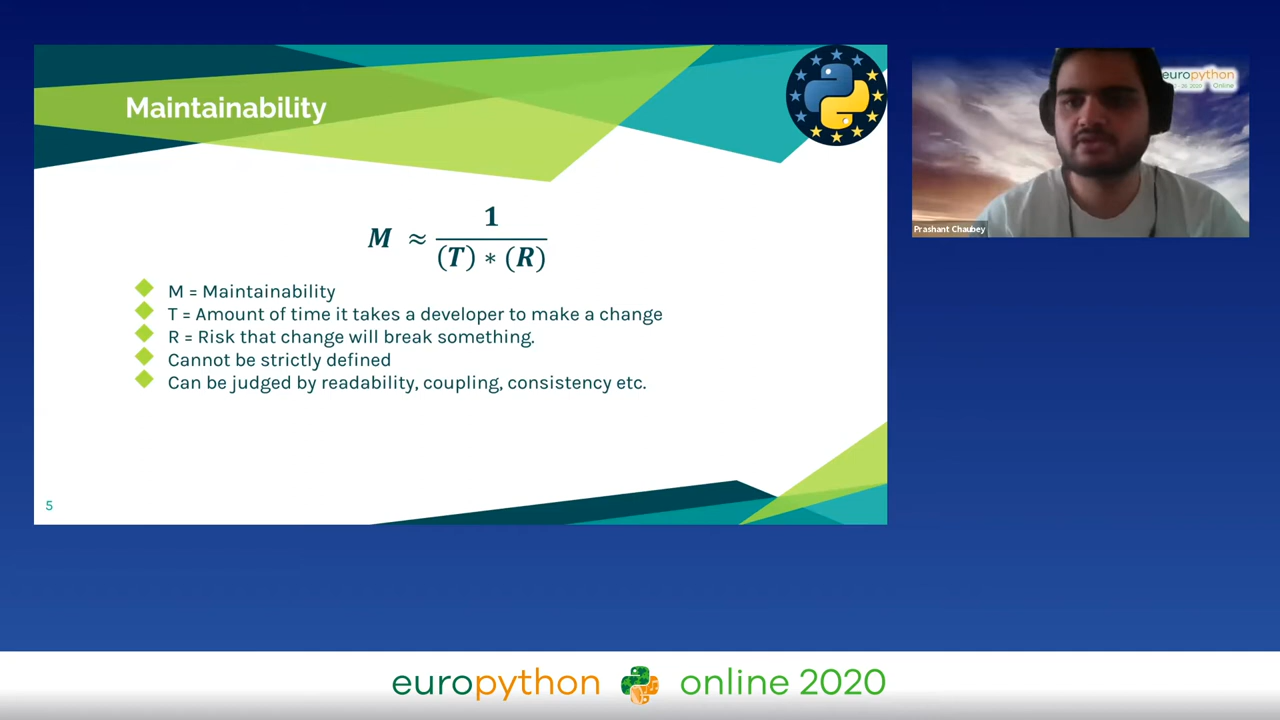 Maintainability
M ≈ 1 / (T) * (R)
M = Maintainability
T = Amount of time it takes a developer to make a change
R = Risk that change will break something.
Cannot be strictly defined
Can be judged by readability, coupling, consistency etc.
5
europython
Online
Prashant Chaubey
europython online 2020